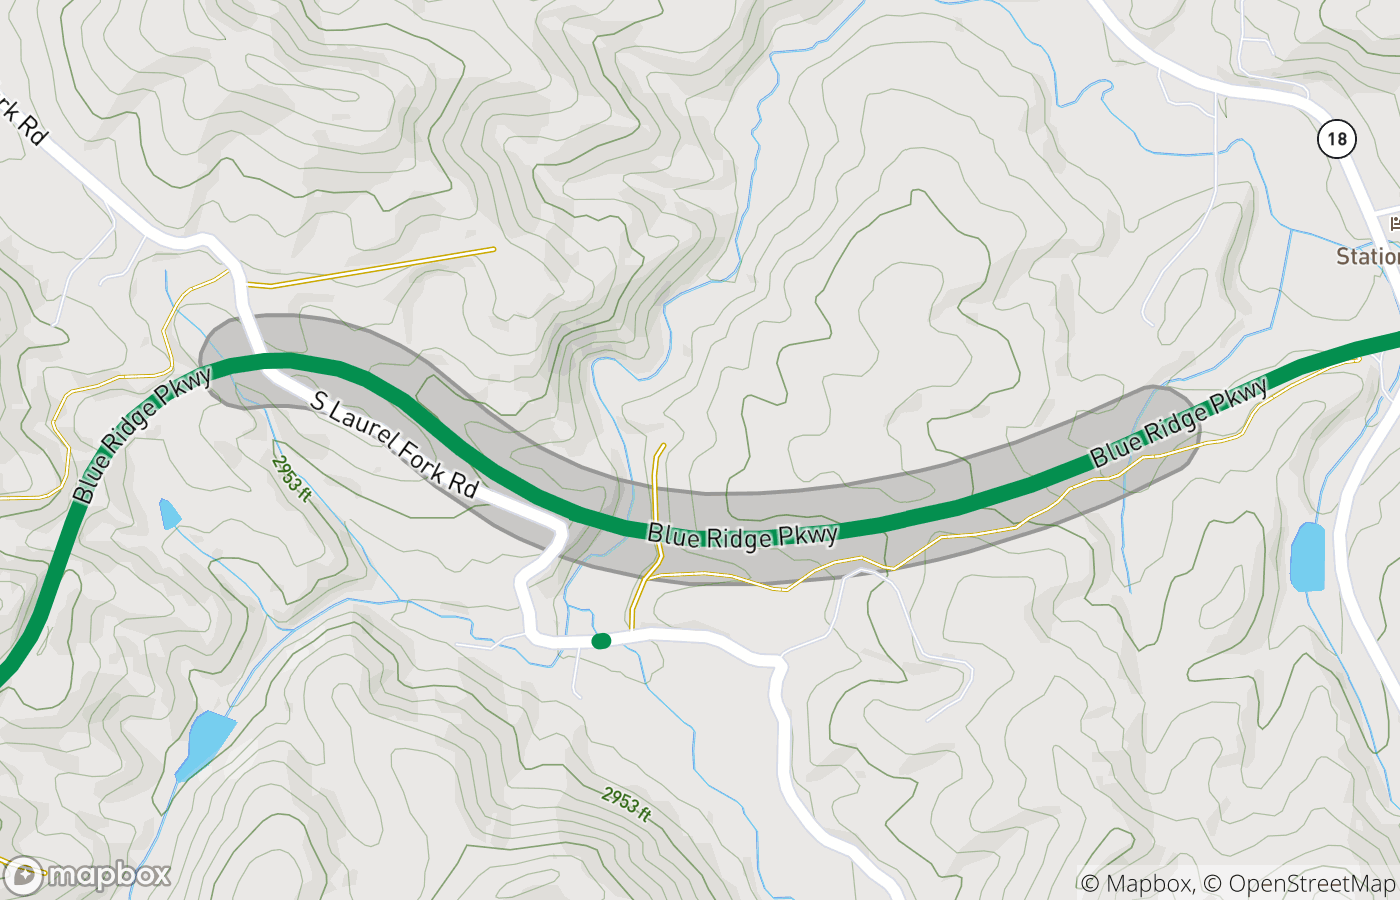 rk Rd
18
Station
Blue Ridge Pkwy
S Laurel Fork Rd
2953 ft
Blue Ridge Pkwy
Blue Ridge Pkwy
2953 ft
mapbox
© Mapbox, © OpenStreetMap